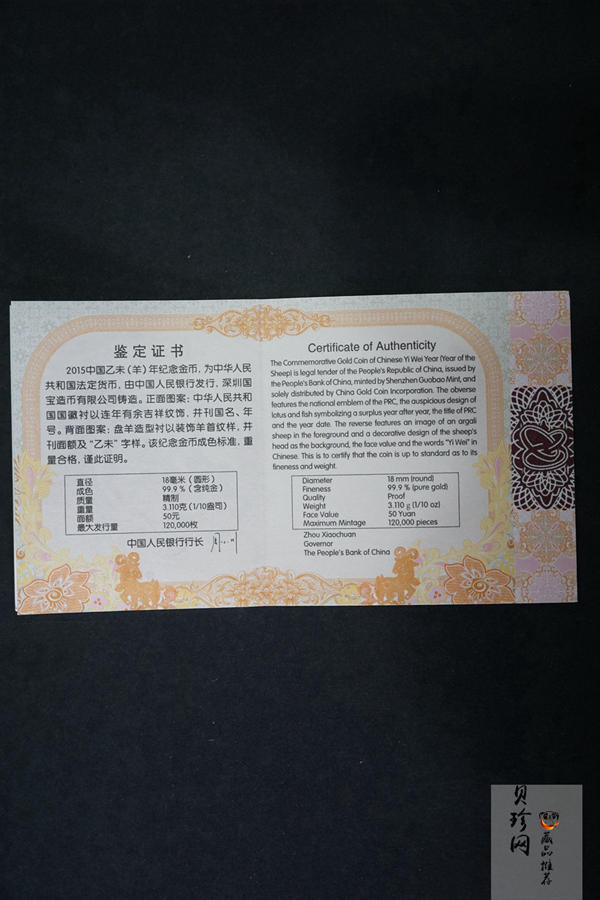 鉴定证书
2015中国乙未（羊）年纪念金币，为中华人民
共和国法定货币，由中国人民银行发行，深圳国
宝造币有限公司铸造。正面图案：中华人民共和
国国徽衬以连年有余吉祥纹饰，并刊国名、年
号。背面图案：盘羊造型衬以装饰羊首纹样，并
刊面额及“乙未”字样。该纪念金币成色标准，重
量合格，谨此证明。
直径 18毫米（圆形）
成色 99.9％（含纯金）
质量 精制
重量 3.110克(1/10盎司)
面额 50元
最大发行量 120,000枚
中国人民银行行长
Certificate of Authenticity
The Commemorative Gold Coin of Chinese Yi Wei Year (Year of the
Sheep) is legal tender of the People's Republic of China, issued by
the People's Bank of China, minted by Shenzhen Guobao Mint, and
solely distributed by China Gold Coin Incorporation. The obverse
features the national emblem of the PRC, the auspicious design of
lotus and fish symbolizing a surplus year after year, the title of PRC
and the year date. The reverse features an image of an argali
sheep in the foreground and a decorative design of the sheep's
head as the background, the face value and the words "Yi Wei" in
Chinese. This is to certify that the coin is up to standard as to its
fineness and weight.
Diameter 18 mm (round)
Fineness 99.9 % (pure gold)
Quality Proof
Weight 3.110 g (1/10 oz)
Face Value 50 Yuan
Maximum Mintage 120,000 pieces
Zhou Xiaochuan
Governor
The People's Bank of China
贝珍网
藏品推荐